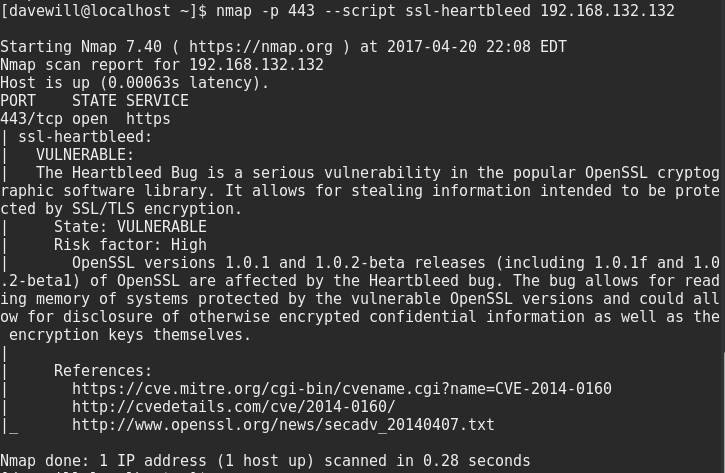 [davewill@localhost ~]$ nmap -p 443 --script ssl-heartbleed 192.168.132.132
Starting Nmap 7.40 ( https://nmap.org ) at 2017-04-20 22:08 EDT
Nmap scan report for 192.168.132.132
Host is up (0.00063s latency).
PORT    STATE SERVICE
443/tcp open  https
| ssl-heartbleed:
|   VULNERABLE:
|   The Heartbleed Bug is a serious vulnerability in the popular OpenSSL cryptog
raphic software library. It allows for stealing information intended to be prote
cted by SSL/TLS encryption.
|     State: VULNERABLE
|     Risk factor: High
|       OpenSSL versions 1.0.1 and 1.0.2-beta releases (including 1.0.1f and 1.0
.2-beta1) of OpenSSL are affected by the Heartbleed bug. The bug allows for read
ing memory of systems protected by the vulnerable OpenSSL versions and could all
ow for disclosure of otherwise encrypted confidential information as well as the
 encryption keys themselves.
|
|     References:
|       https://cve.mitre.org/cgi-bin/cvename.cgi?name=CVE-2014-0160
|       http://cvedetails.com/cve/2014-0160/
|_      http://www.openssl.org/news/secadv_20140407.txt
Nmap done: 1 IP address (1 host up) scanned in 0.28 seconds